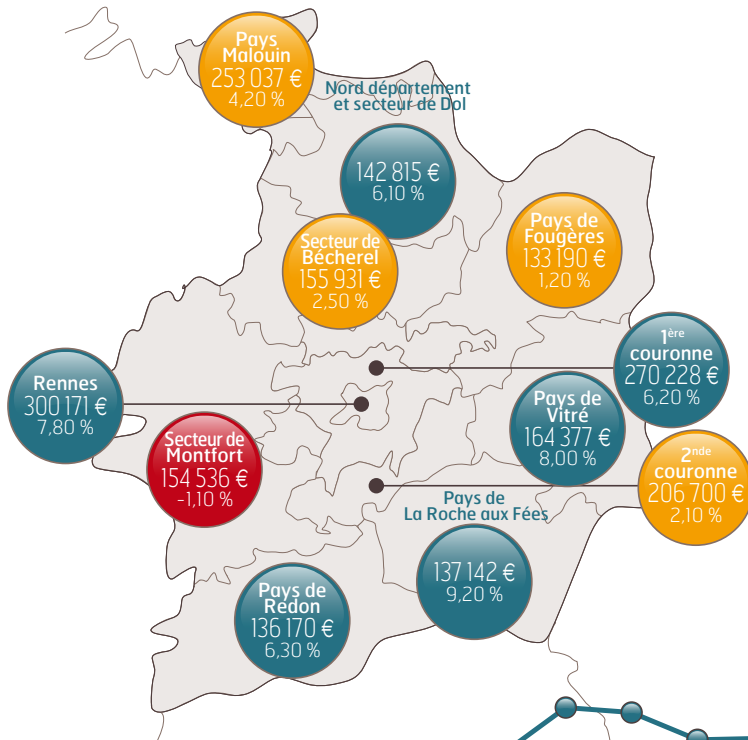 Pays
Malouin
253 037 €
4,20 %
Nord département
et secteur de Dol
142 815 €
6,10 %
Pays de
Fougères
133 190 €
1,20 %
Secteur de
Bécherel
155 931 €
2,50 %
1ère
couronne
270 228 €
6,20 %
Rennes
300 171 €
7,80 %
Pays de
Vitré
164 377 €
8,00 %
Secteur de
Montfort
154 536 €
-1,10 %
2nde
couronne
206 700 €
2,10 %
Pays de
La Roche aux Fées
137 142 €
9,20 %
Pays de
Redon
136 170 €
6,30 %